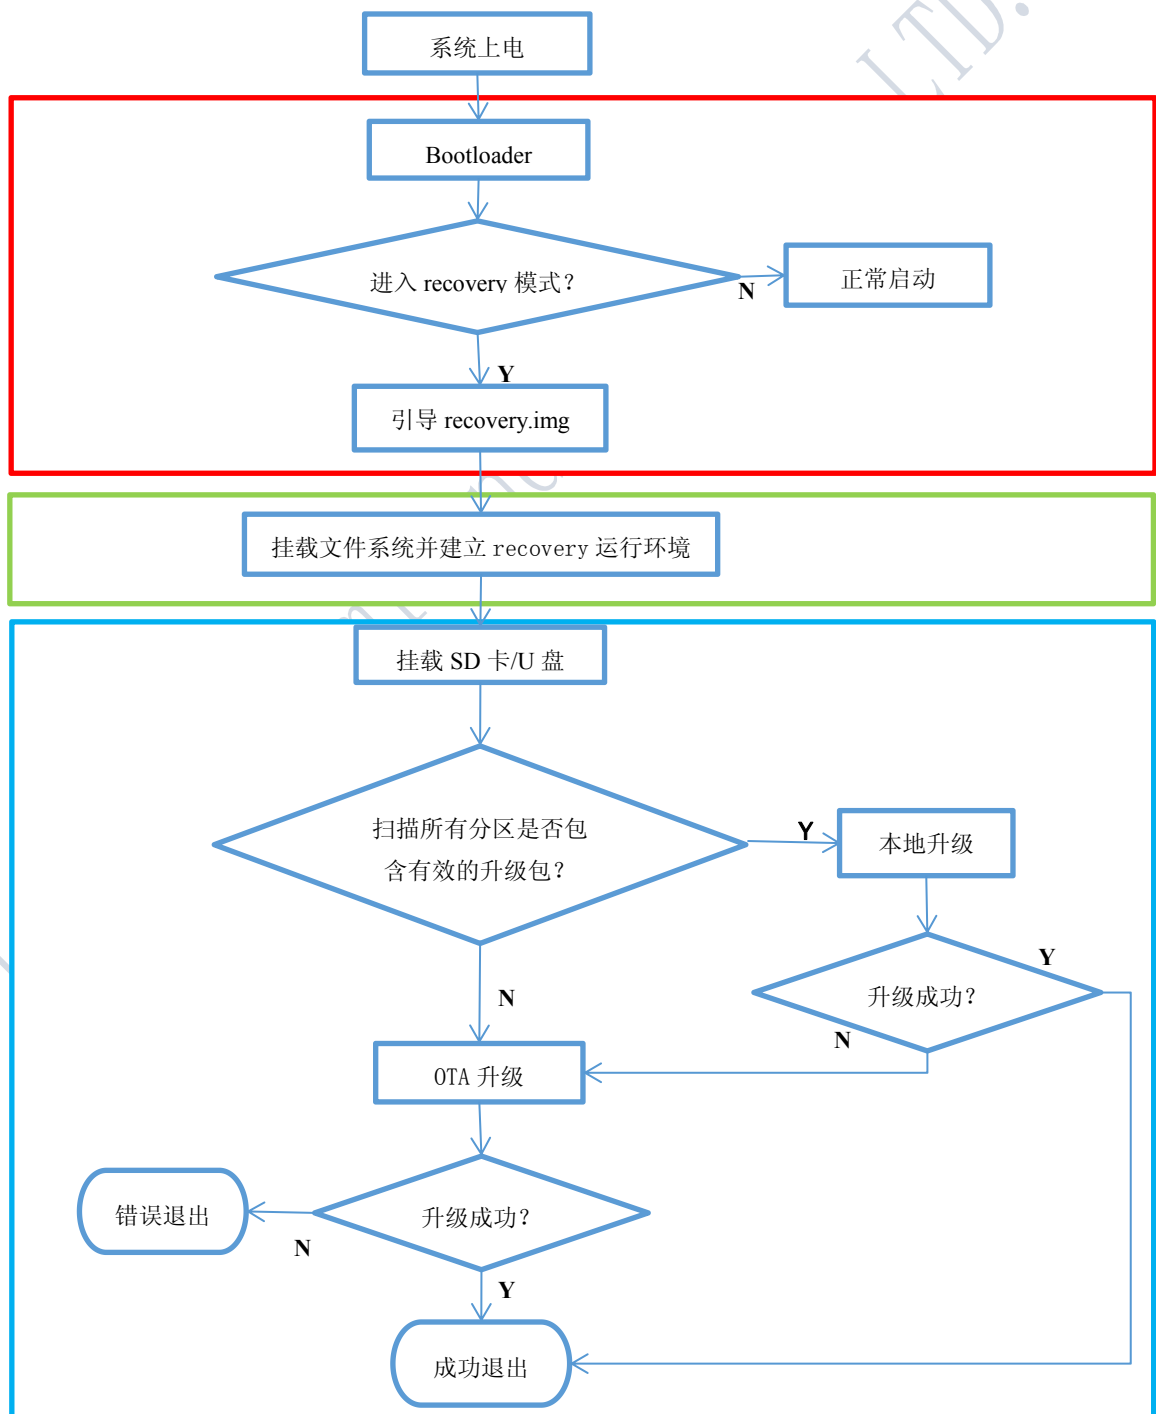 LTD.
系统上电
Bootloader
进入 recovery 模式？
N
正常启动
Y
引导 recovery.img
挂载文件系统并建立 recovery 运行环境
挂载 SD 卡/U 盘
扫描所有分区是否包
含有效的升级包？
Y
本地升级
升级成功？
Y
N
N
OTA 升级
升级成功？
N
错误退出
Y
成功退出